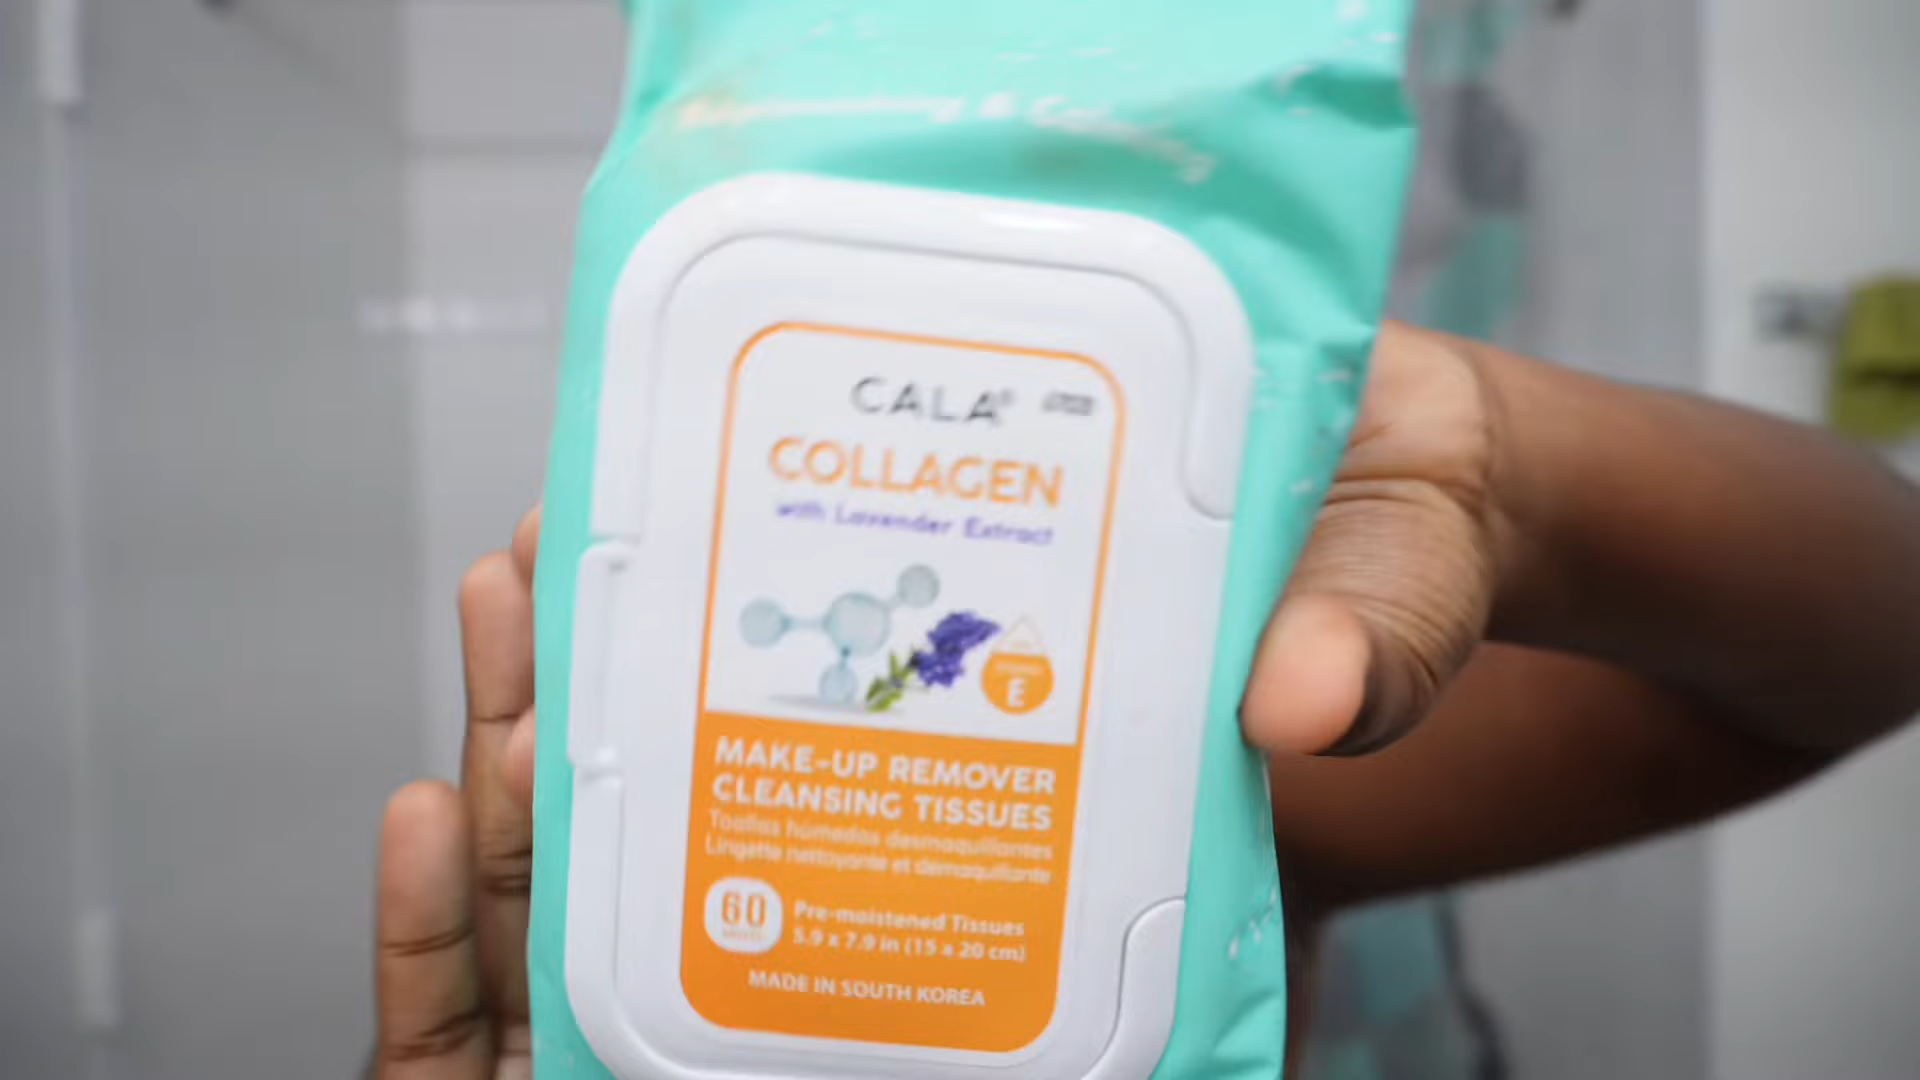 CALA®
COLLAGEN
with Lavender Extract
E
MAKE-UP REMOVER
CLEANSING TISSUES
Toallas húmedas desmaquillantes
Lingette nettoyante et démaquillante
60
Pre-moistened Tissues
5.9 x 7.9 in (15 x 20 cm)
MADE IN SOUTH KOREA